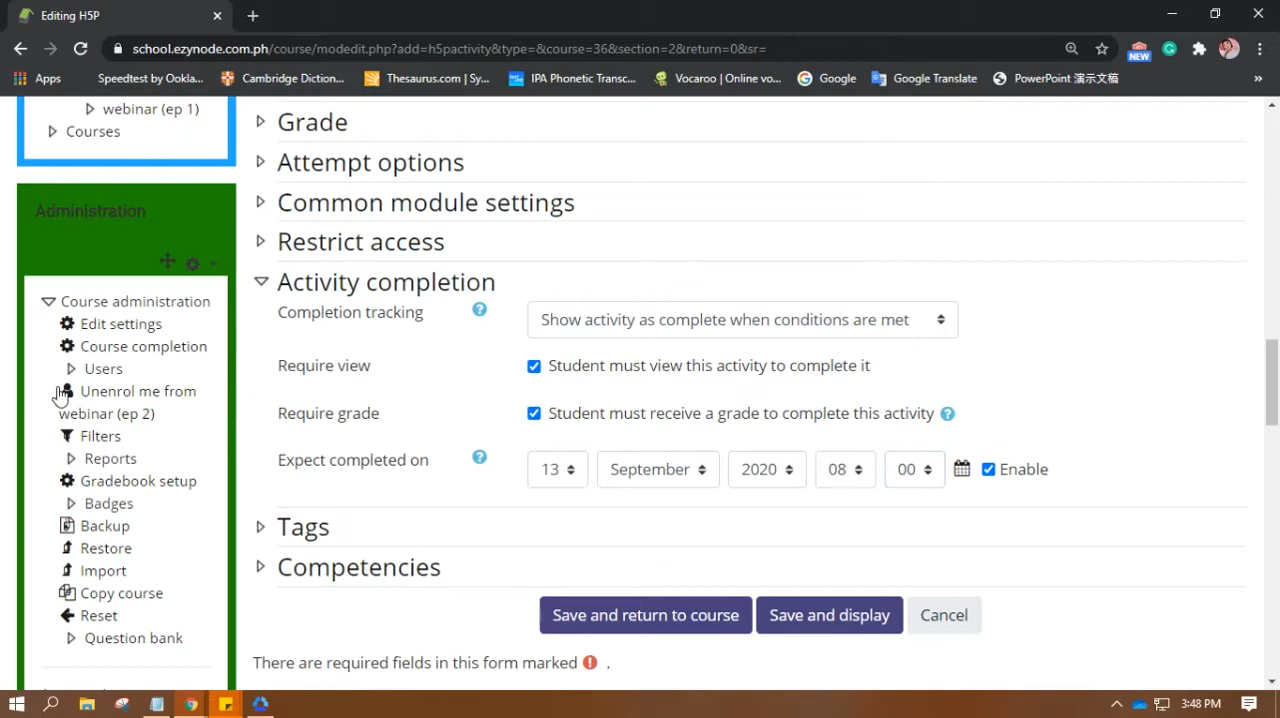 Editing H5P
school.ezynode.com.ph/course/modedit.php?add=h5pactivity&type=&course=36&section=2&return=0&sr=
NEW
Apps
Speedtest by Ookla...
Cambridge Diction...
Thesaurus.com | Sy...
IPA Phonetic Transc...
Vocaroo | Online vo...
Google
Google Translate
PowerPoint 演示文稿
»
webinar (ep 1)
Courses
Administration
Course administration
Edit settings
Course completion
Users
Unenrol me from
webinar (ep 2)
Filters
Reports
Gradebook setup
Badges
Backup
Restore
Import
Copy course
Reset
Question bank
Grade
Attempt options
Common module settings
Restrict access
Activity completion
Completion tracking
Show activity as complete when conditions are met
Require view
Student must view this activity to complete it
Require grade
Student must receive a grade to complete this activity
Expect completed on
13 September 2020 08 00 Enable
Tags
Competencies
Save and return to course Save and display Cancel
There are required fields in this form marked .
3:48 PM